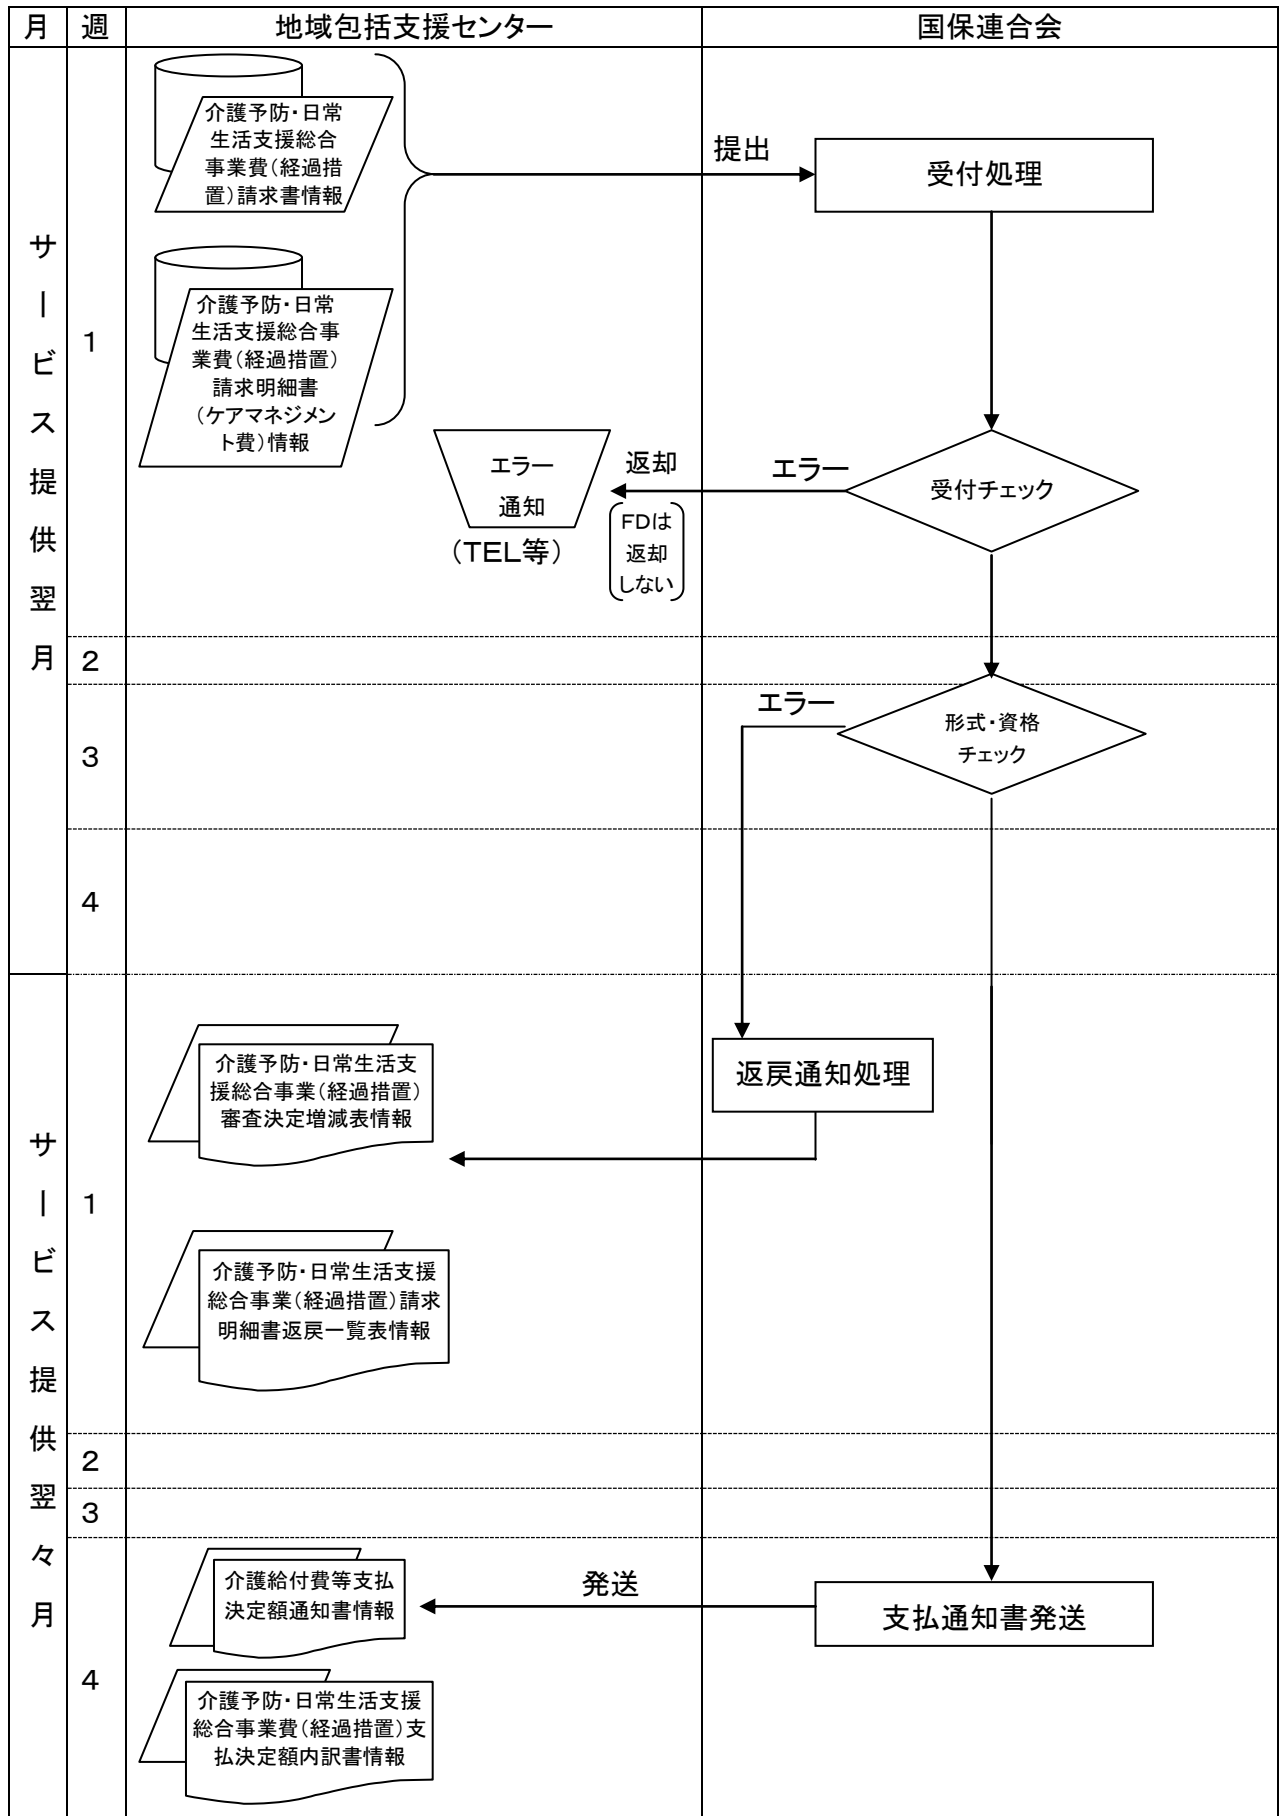 月 週 地域包括支援センター 国保連合会
サービス提供翌月
1
介護予防・日常
生活支援総合
事業費（経過措
置）請求書情報
提出
受付処理
介護予防・日常
生活支援総合事
業費（経過措置）
請求明細書
（ケアマネジメン
ト費）情報
エラー
通知
（TEL等）
返却
FDは
返却
しない
エラー
受付チェック
2
3
エラー
形式・資格
チェック
4
サービス提供翌々月
1
介護予防・日常生活支
援総合事業（経過措置）
審査決定増減表情報
返戻通知処理
介護予防・日常生活支援
総合事業（経過措置）請求
明細書返戻一覧表情報
2
3
4
介護給付費等支払
決定額通知書情報
発送
支払通知書発送
介護予防・日常生活支援
総合事業費（経過措置）支
払決定額内訳書情報